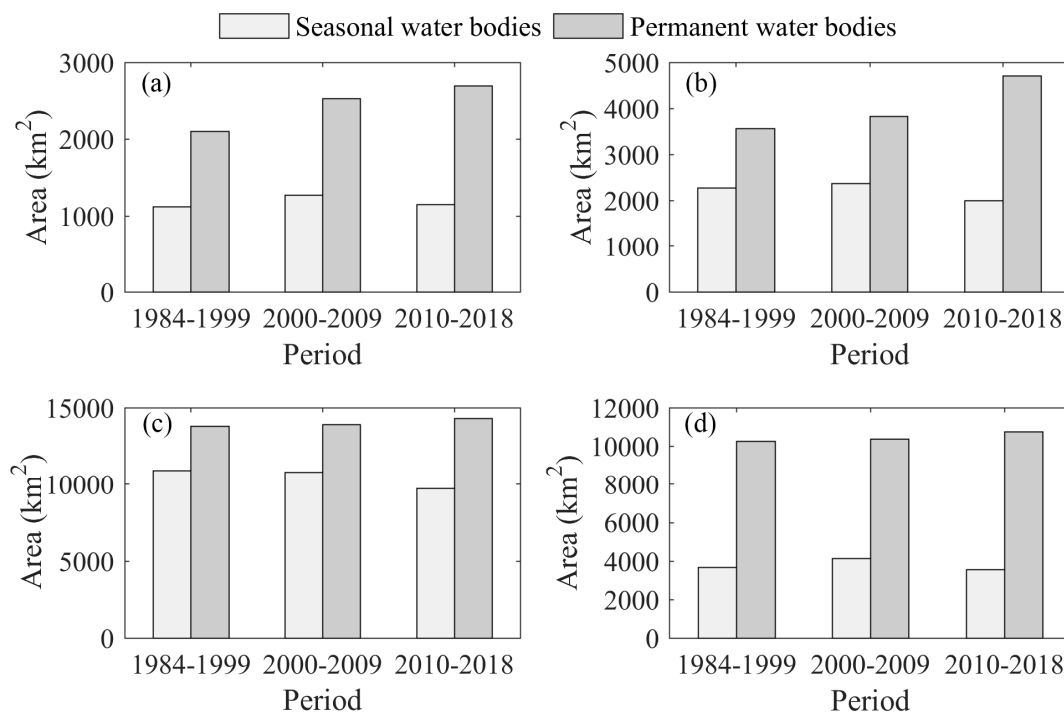 Seasonal water bodies Permanent water bodies
(a)
3000
2000
1000
0
Area (km²)
1984-1999 2000-2009 2010-2018
Period
(b)
5000
4000
3000
2000
1000
0
Area (km²)
1984-1999 2000-2009 2010-2018
Period
(c)
15000
10000
5000
0
Area (km²)
1984-1999 2000-2009 2010-2018
Period
(d)
12000
10000
8000
6000
4000
2000
0
Area (km²)
1984-1999 2000-2009 2010-2018
Period